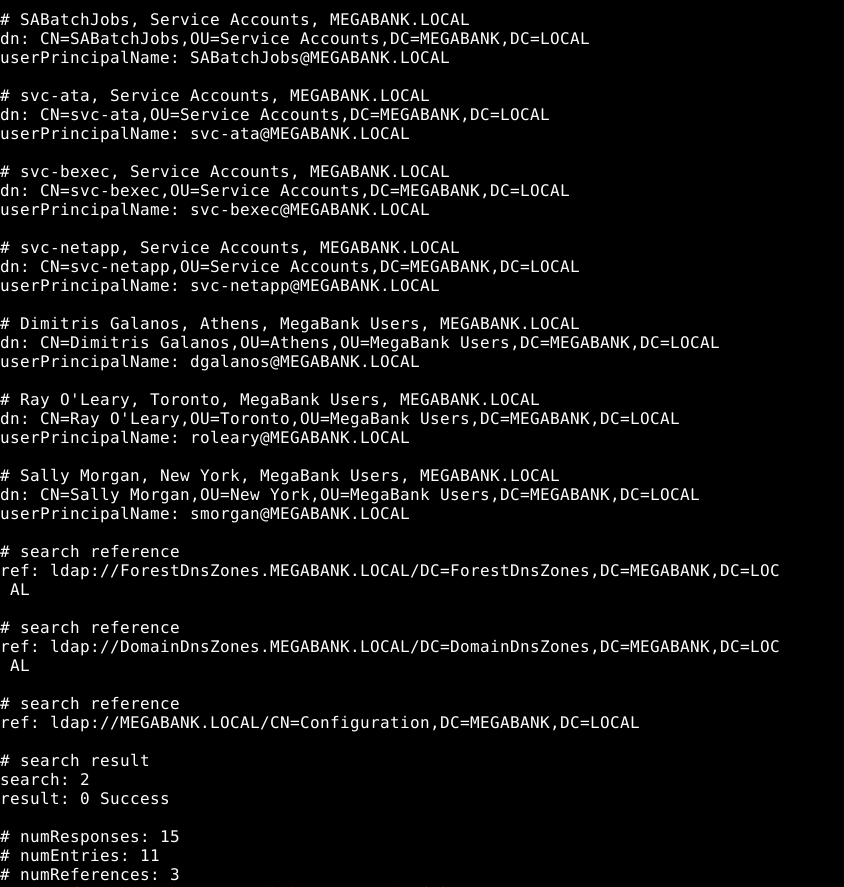 # SABatchJobs, Service Accounts, MEGABANK.LOCAL
dn: CN=SABatchJobs,OU=Service Accounts,DC=MEGABANK,DC=LOCAL
userPrincipalName: SABatchJobs@MEGABANK.LOCAL

# svc-ata, Service Accounts, MEGABANK.LOCAL
dn: CN=svc-ata,OU=Service Accounts,DC=MEGABANK,DC=LOCAL
userPrincipalName: svc-ata@MEGABANK.LOCAL

# svc-bexec, Service Accounts, MEGABANK.LOCAL
dn: CN=svc-bexec,OU=Service Accounts,DC=MEGABANK,DC=LOCAL
userPrincipalName: svc-bexec@MEGABANK.LOCAL

# svc-netapp, Service Accounts, MEGABANK.LOCAL
dn: CN=svc-netapp,OU=Service Accounts,DC=MEGABANK,DC=LOCAL
userPrincipalName: svc-netapp@MEGABANK.LOCAL

# Dimitris Galanos, Athens, MegaBank Users, MEGABANK.LOCAL
dn: CN=Dimitris Galanos,OU=Athens,OU=MegaBank Users,DC=MEGABANK,DC=LOCAL
userPrincipalName: dgalanos@MEGABANK.LOCAL

# Ray O'Leary, Toronto, MegaBank Users, MEGABANK.LOCAL
dn: CN=Ray O'Leary,OU=Toronto,OU=MegaBank Users,DC=MEGABANK,DC=LOCAL
userPrincipalName: roleary@MEGABANK.LOCAL

# Sally Morgan, New York, MegaBank Users, MEGABANK.LOCAL
dn: CN=Sally Morgan,OU=New York,OU=MegaBank Users,DC=MEGABANK,DC=LOCAL
userPrincipalName: smorgan@MEGABANK.LOCAL

# search reference
ref: ldap://ForestDnsZones.MEGABANK.LOCAL/DC=ForestDnsZones,DC=MEGABANK,DC=LOC
 AL

# search reference
ref: ldap://DomainDnsZones.MEGABANK.LOCAL/DC=DomainDnsZones,DC=MEGABANK,DC=LOC
 AL

# search reference
ref: ldap://MEGABANK.LOCAL/CN=Configuration,DC=MEGABANK,DC=LOCAL

# search result
search: 2
result: 0 Success

# numResponses: 15
# numEntries: 11
# numReferences: 3